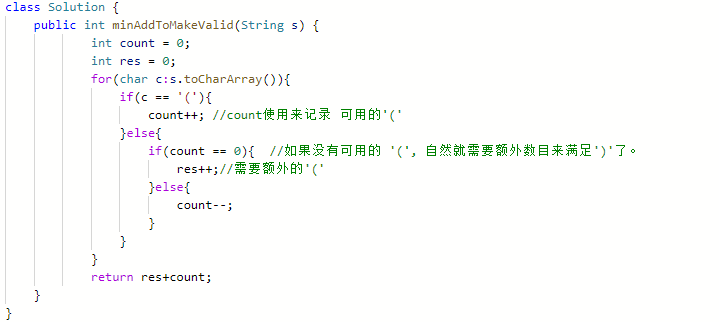 class Solution {
    public int minAddToMakeValid(String s) {
            int count = 0;
            int res = 0;
            for(char c:s.toCharArray()){
                if(c == '('){
                    count++; //count使用来记录 可用的'('
                }else{
                    if(count == 0){  //如果没有可用的 '(', 自然就需要额外数目来满足')'了。
                        res++;//需要额外的'('
                    }else{
                        count--;
                    }
                }
            }
            return res+count;
    }
}